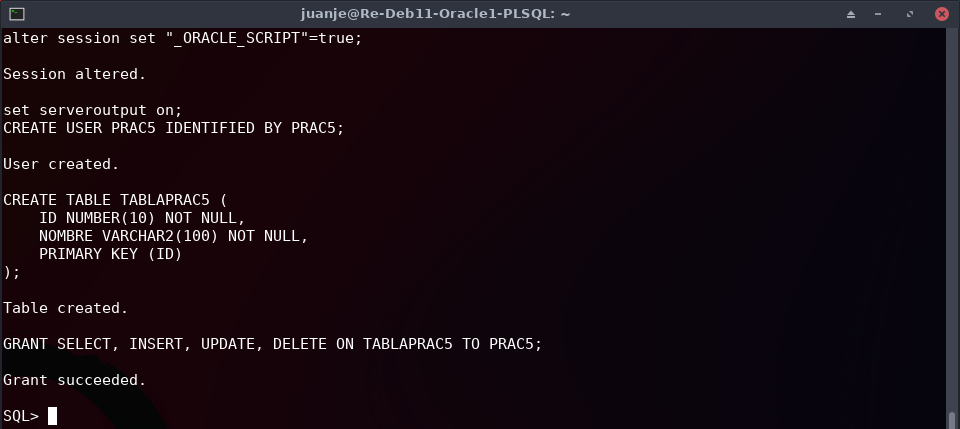 juanje@Re-Deb11-Oracle1-PLSQL: ~
alter session set "_ORACLE_SCRIPT"=true;
Session altered.
set serveroutput on;
CREATE USER PRAC5 IDENTIFIED BY PRAC5;
User created.
CREATE TABLE TABLAPRAC5 (
    ID NUMBER(10) NOT NULL,
    NOMBRE VARCHAR2(100) NOT NULL,
    PRIMARY KEY (ID)
);
Table created.
GRANT SELECT, INSERT, UPDATE, DELETE ON TABLAPRAC5 TO PRAC5;
Grant succeeded.
SQL>